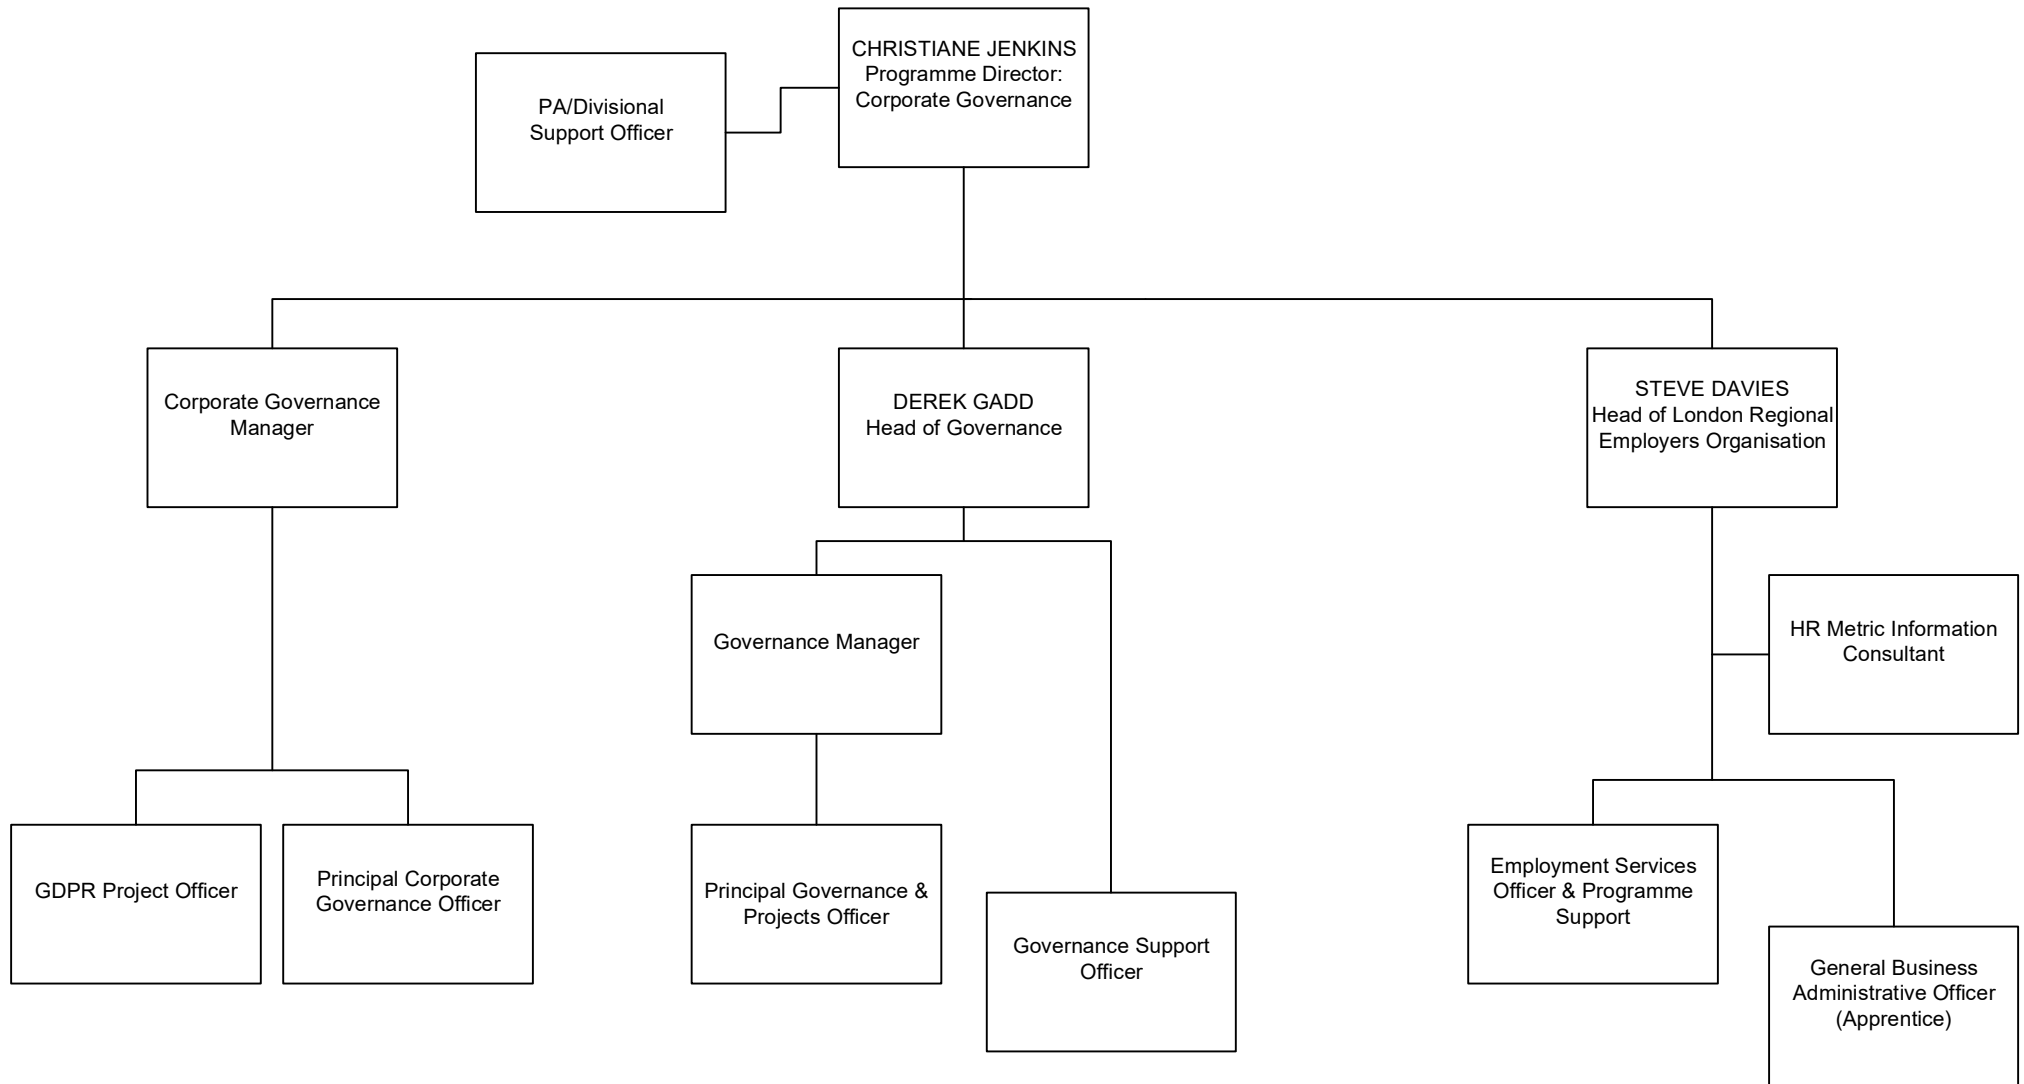 CHRISTIANE JENKINS
Programme Director:
Corporate Governance
PA/Divisional
Support Officer
Corporate Governance
Manager
DEREK GADD
Head of Governance
STEVE DAVIES
Head of London Regional
Employers Organisation
Governance Manager
HR Metric Information
Consultant
GDPR Project Officer
Principal Corporate
Governance Officer
Principal Governance &
Projects Officer
Governance Support
Officer
Employment Services
Officer & Programme
Support
General Business
Administrative Officer
(Apprentice)